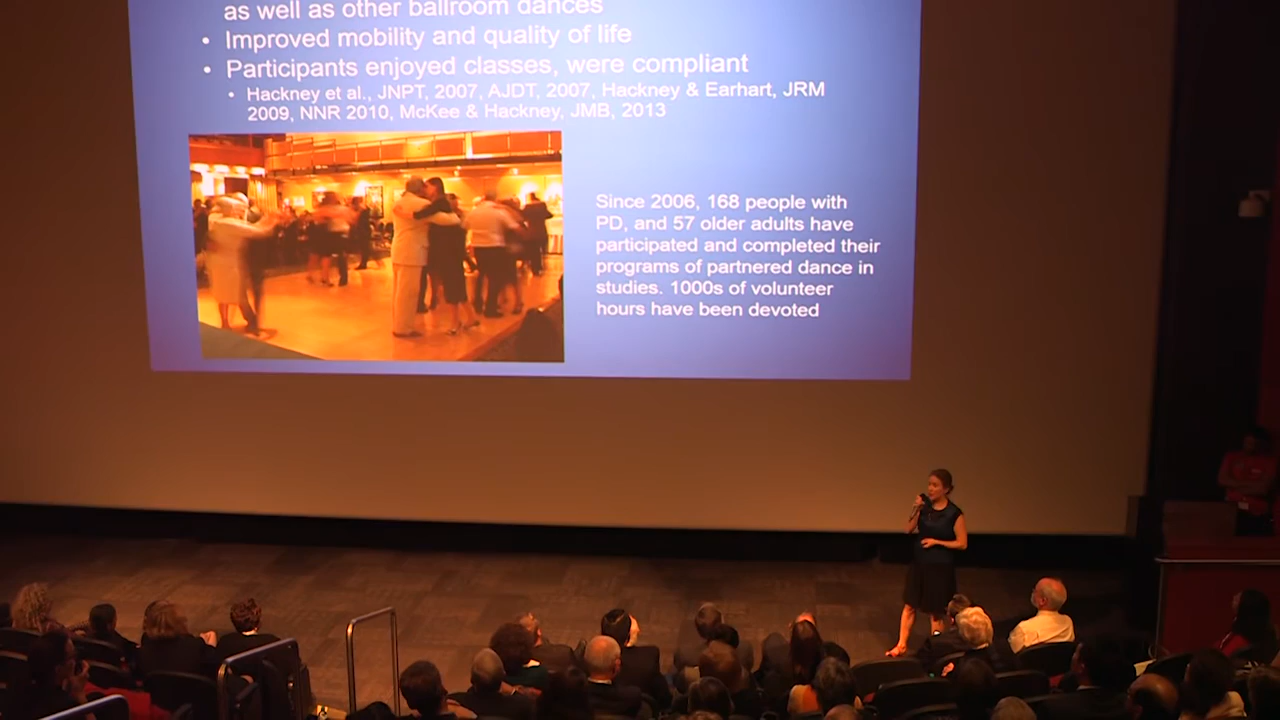 as well as other ballroom dances
• Improved mobility and quality of life
• Participants enjoyed classes, were compliant
• Hackney et al., JNPT, 2007, AJDT, 2007, Hackney & Earhart, JRM
2009, NNR 2010, McKee & Hackney, JMB, 2013
Since 2006, 168 people with
PD, and 57 older adults have
participated and completed their
programs of partnered dance in
studies. 1000s of volunteer
hours have been devoted